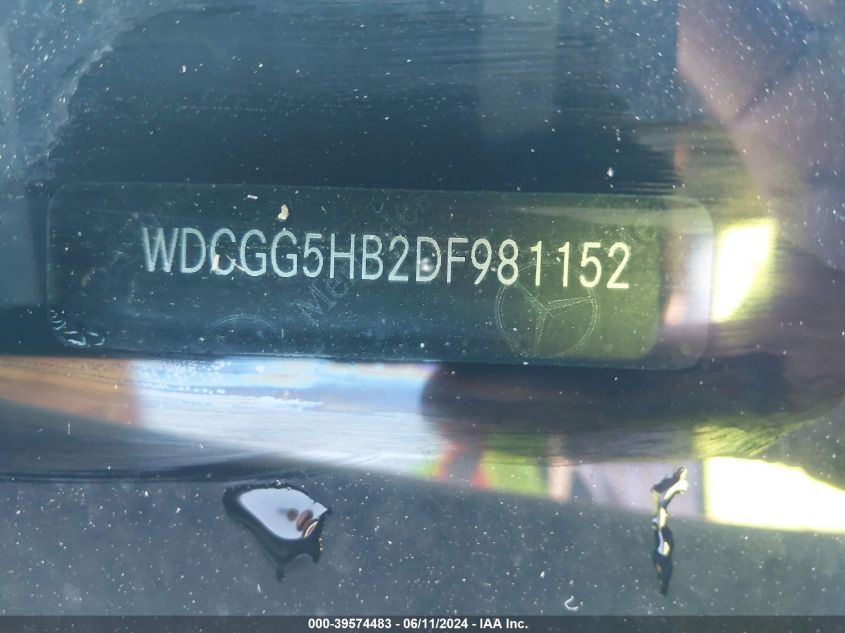 WDCGG5HB2DF981152
000-39574483 - 06/11/2024 - IAA Inc.